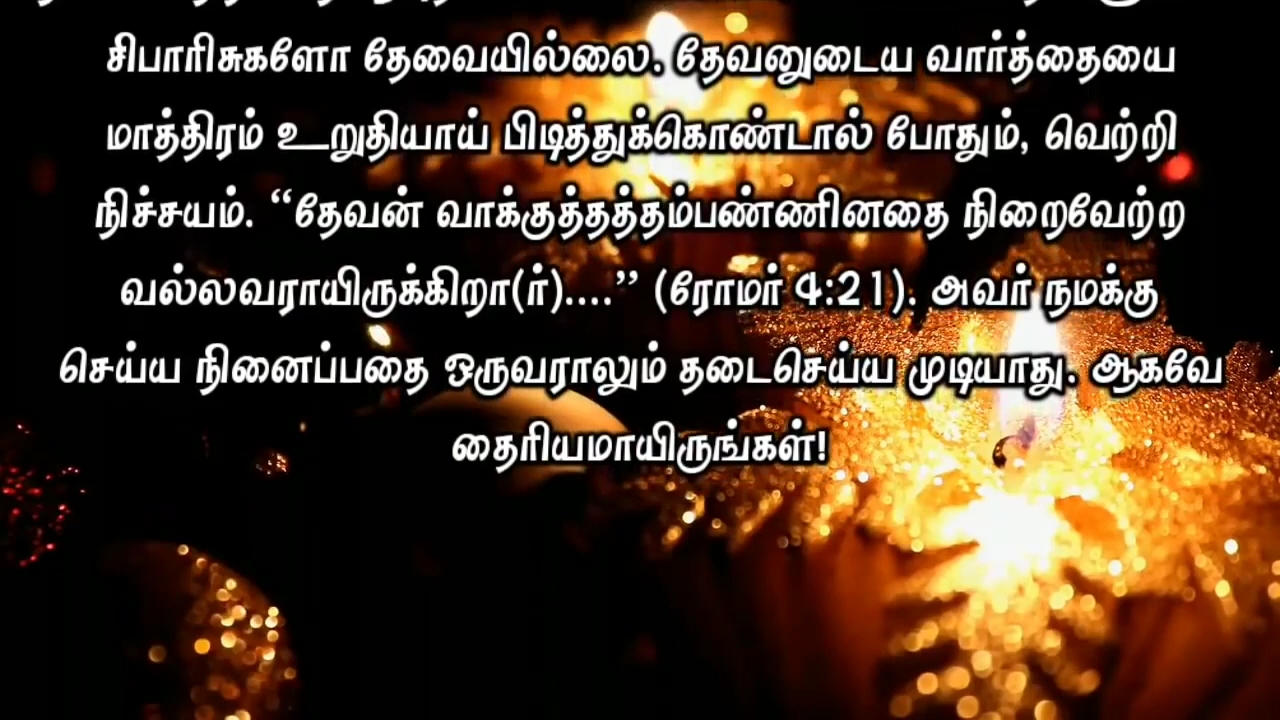 சிபாரிசுகளோ தேவையில்லை. தேவனுடைய வார்த்தையை
மாத்திரம் உறுதியாய் பிடித்துக்கொண்டால் போதும், வெற்றி
நிச்சயம். “தேவன் வாக்குத்தத்தம்பண்ணினதை நிறைவேற்ற
வல்லவராயிருக்கிறா(ர்)....” (ரோமர் 4:21). அவர் நமக்கு
செய்ய நினைப்பதை ஒருவராலும் தடைசெய்ய முடியாது. ஆகவே
தைரியமாயிருங்கள்!